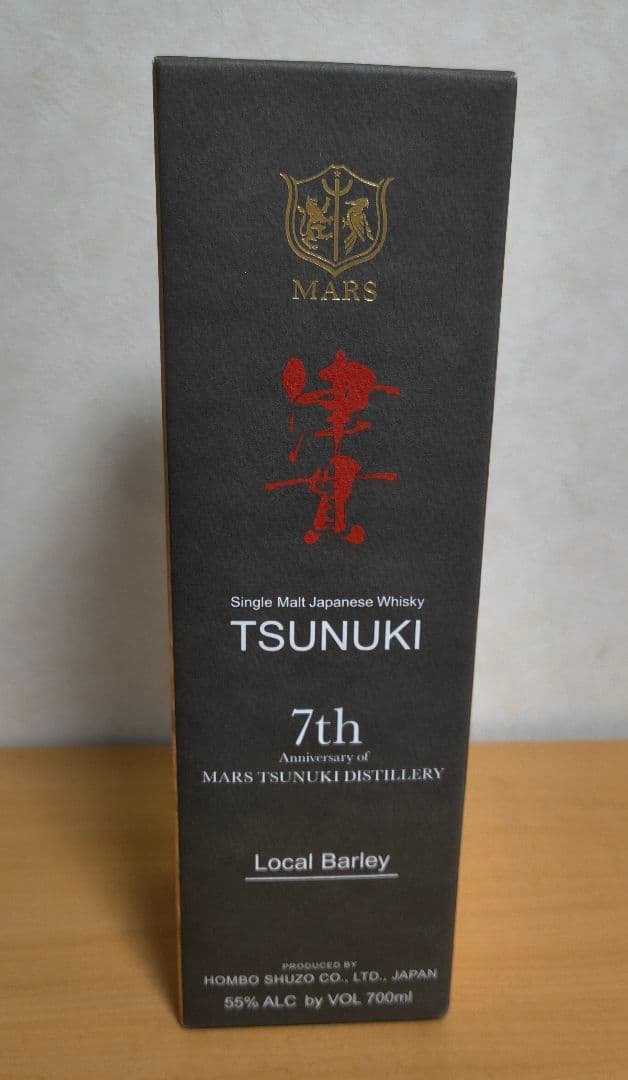 MARS
津貫
Single Malt Japanese Whisky
TSUNUKI
7th
Anniversary of
MARS TSUNUKI DISTILLERY
Local Barley
PRODUCED BY
HOMBO SHUZO CO., LTD., JAPAN
55% ALC by VOL 700ml